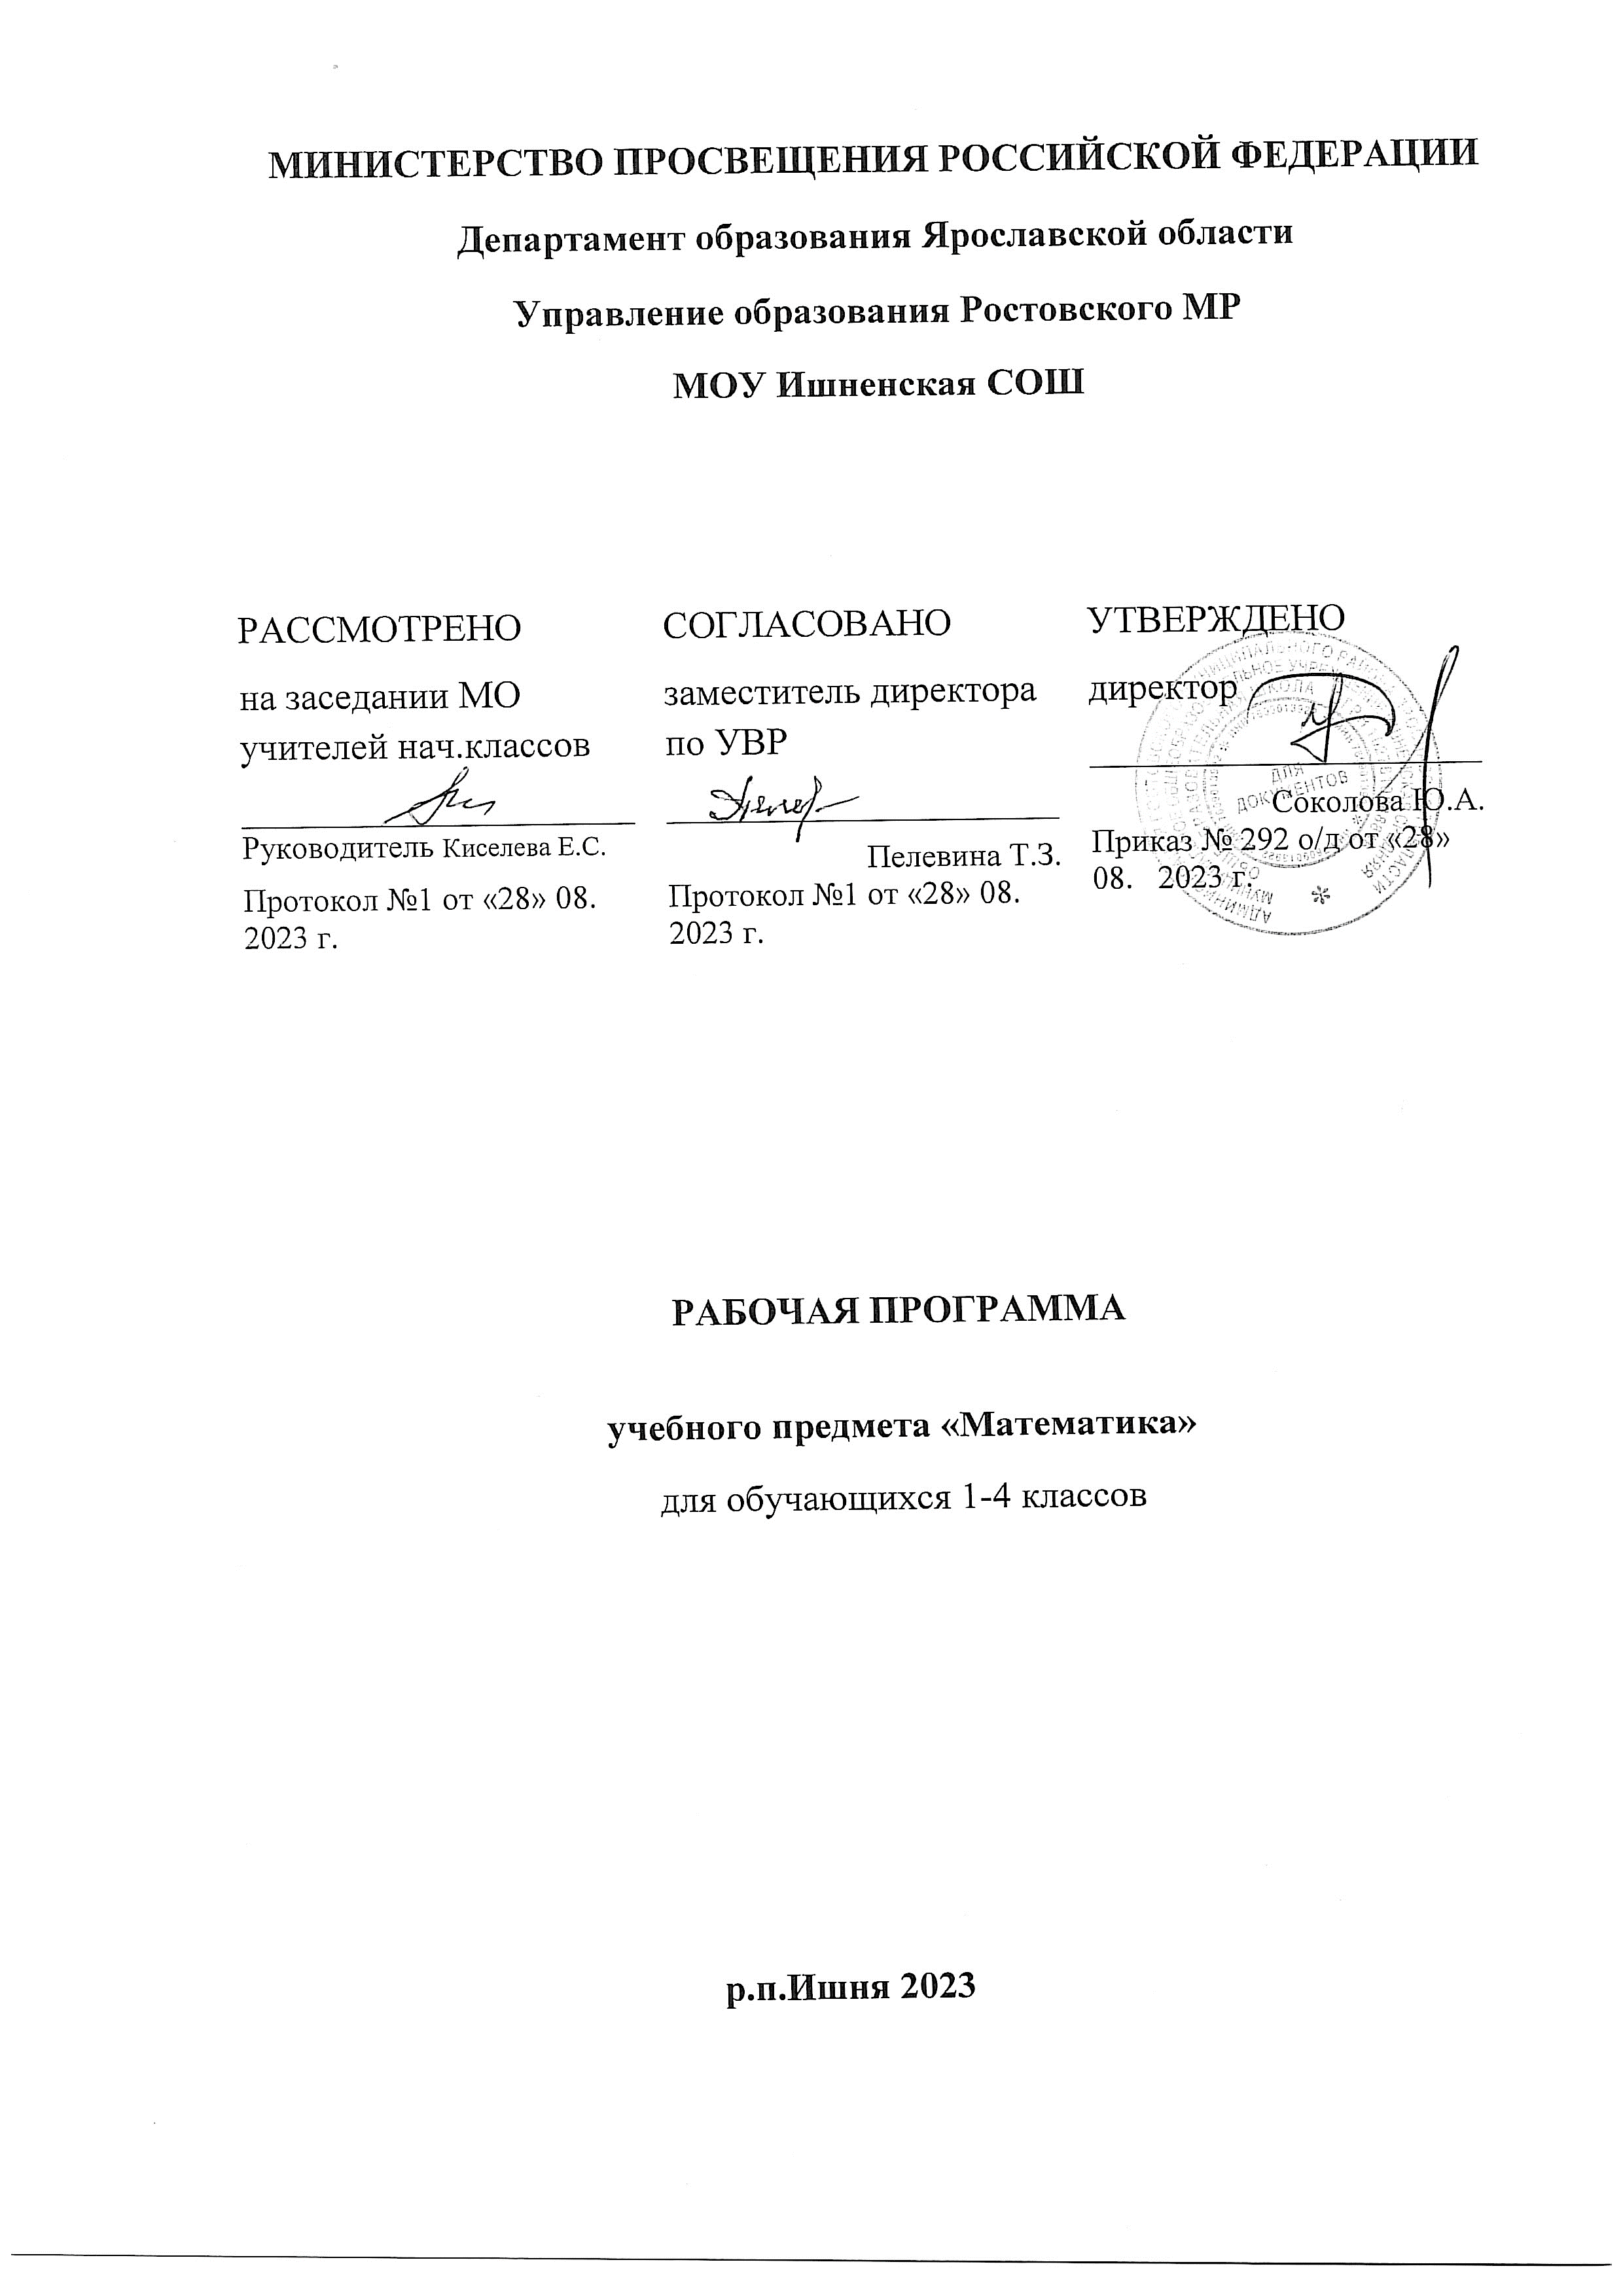 МИНИСТЕРСТВО ПРОСВЕЩЕНИЯ РОССИЙСКОЙ ФЕДЕРАЦИИ
Департамент образования Ярославской области
Управление образования Ростовского МР
МОУ Ишненская СОШ
РАССМОТРЕНО
на заседании МО
учителей нач.классов
Руководитель Киселева Е.С.
Протокол №1 от «28» 08.
2023 г.
СОГЛАСОВАНО
заместитель директора
по УВР
Пелевина Т.З.
Протокол №1 от «28» 08.
2023 г.
УТВЕРЖДЕНО
директор
Соколова Ю.А.
Приказ № 292 о/д от «28»
08. 2023 г.
ДЛЯ
ДОКУМЕНТОВ
РАБОЧАЯ ПРОГРАММА
учебного предмета «Математика»
для обучающихся 1-4 классов
р.п.Ишня 2023